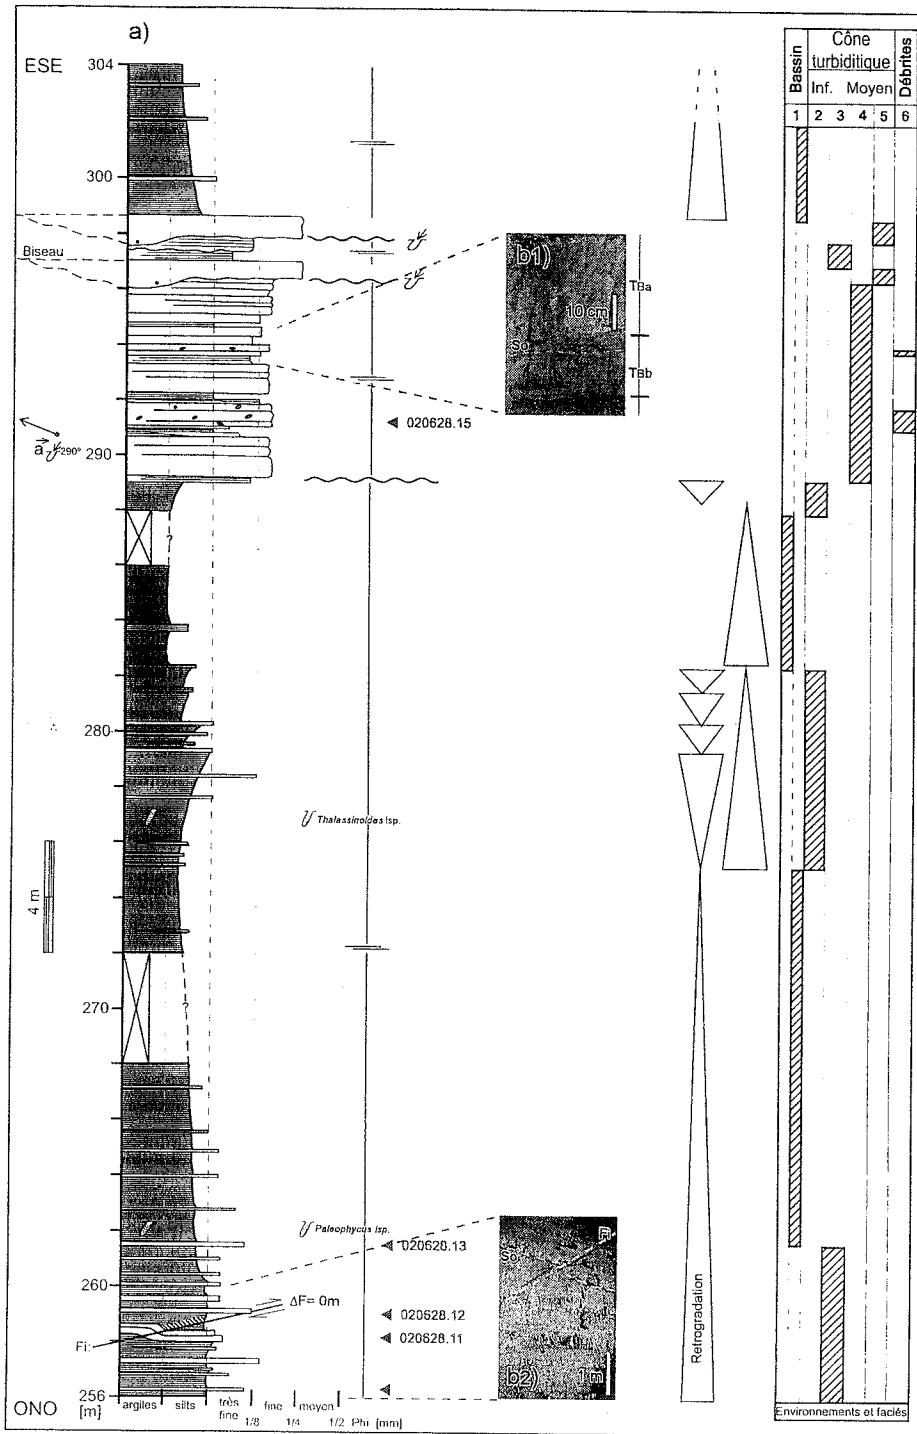 a)
ESE
304
300
Biseau
290
a 290°
280
270
260
256
[m]
ONO
4 m
?
?
Thalassinoides Isp.
Paleophycus Isp.
020628.15
020628.13
020628.12
020628.11
ΔF= 0m
b1)
10 cm
So
TBa
TBb
b2)
So
1 m
Retrogradation
argiles
silts
très fine
fine
moyen
1/8
1/4
1/2 Phi [mm]
Bassin
Cône turbiditique
Débrites
Inf.
Moyen
1 2 3 4 5 6
Environnements et faciés